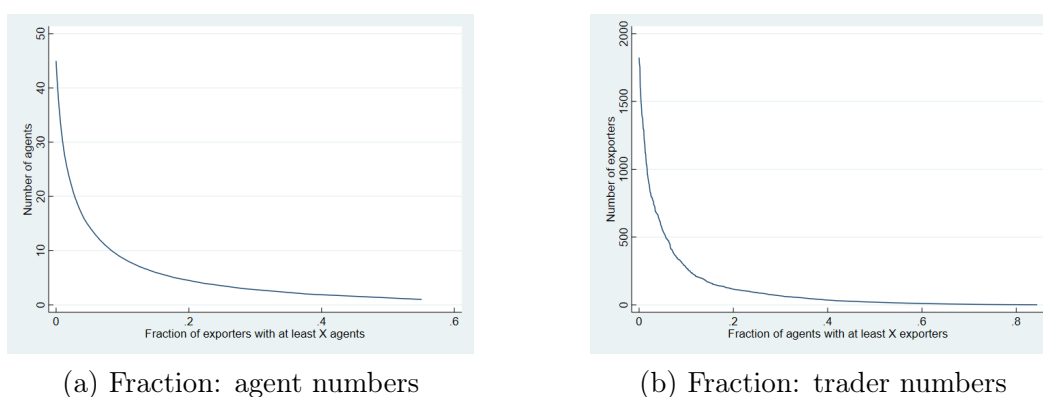 50
40
30
20
10
0
Number of agents
0 .2 .4 .6
Fraction of exporters with at least X agents
(a) Fraction: agent numbers
2000
1500
1000
500
0
Number of exporters
0 .2 .4 .6 .8
Fraction of agents with at least X exporters
(b) Fraction: trader numbers